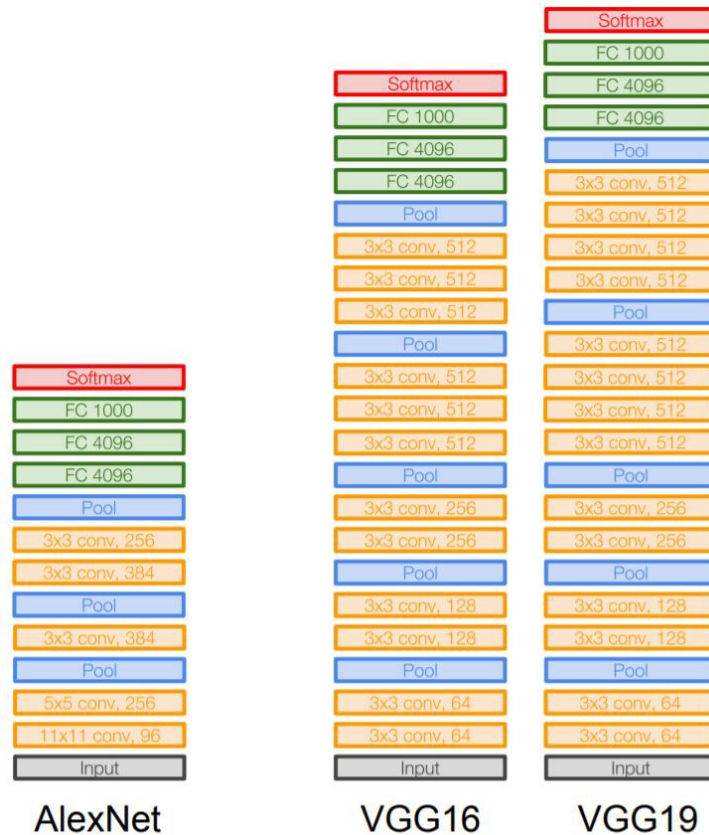 Softmax
FC 1000
FC 4096
FC 4096
Pool
3x3 conv, 256
3x3 conv, 384
Pool
3x3 conv, 384
Pool
5x5 conv, 256
11x11 conv, 96
Input
AlexNet
Softmax
FC 1000
FC 4096
FC 4096
Pool
3x3 conv, 512
3x3 conv, 512
3x3 conv, 512
Pool
3x3 conv, 512
3x3 conv, 512
3x3 conv, 512
Pool
3x3 conv, 256
3x3 conv, 256
Pool
3x3 conv, 128
3x3 conv, 128
Pool
3x3 conv, 64
3x3 conv, 64
Input
VGG16
Softmax
FC 1000
FC 4096
FC 4096
Pool
3x3 conv, 512
3x3 conv, 512
3x3 conv, 512
3x3 conv, 512
Pool
3x3 conv, 512
3x3 conv, 512
3x3 conv, 512
3x3 conv, 512
Pool
3x3 conv, 256
3x3 conv, 256
Pool
3x3 conv, 128
3x3 conv, 128
Pool
3x3 conv, 64
3x3 conv, 64
Input
VGG19